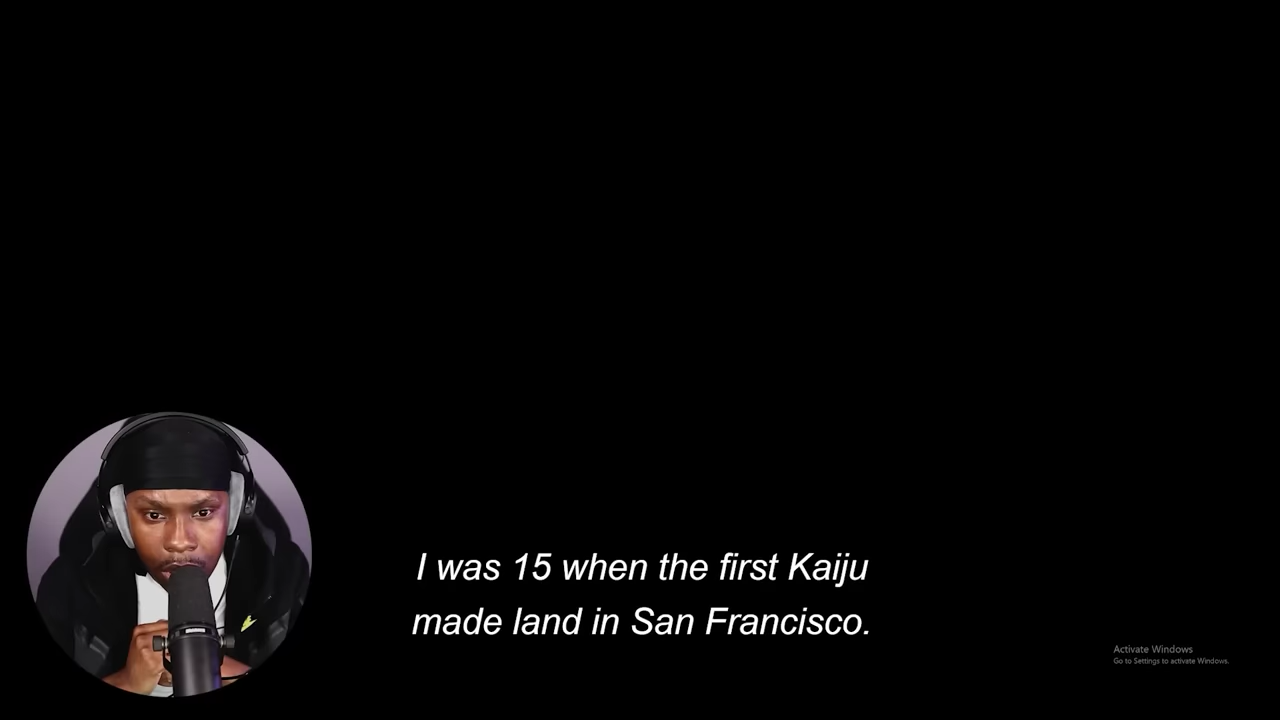 I was 15 when the first Kaiju
made land in San Francisco.
Activate Windows
Go to Settings to activate Windows.